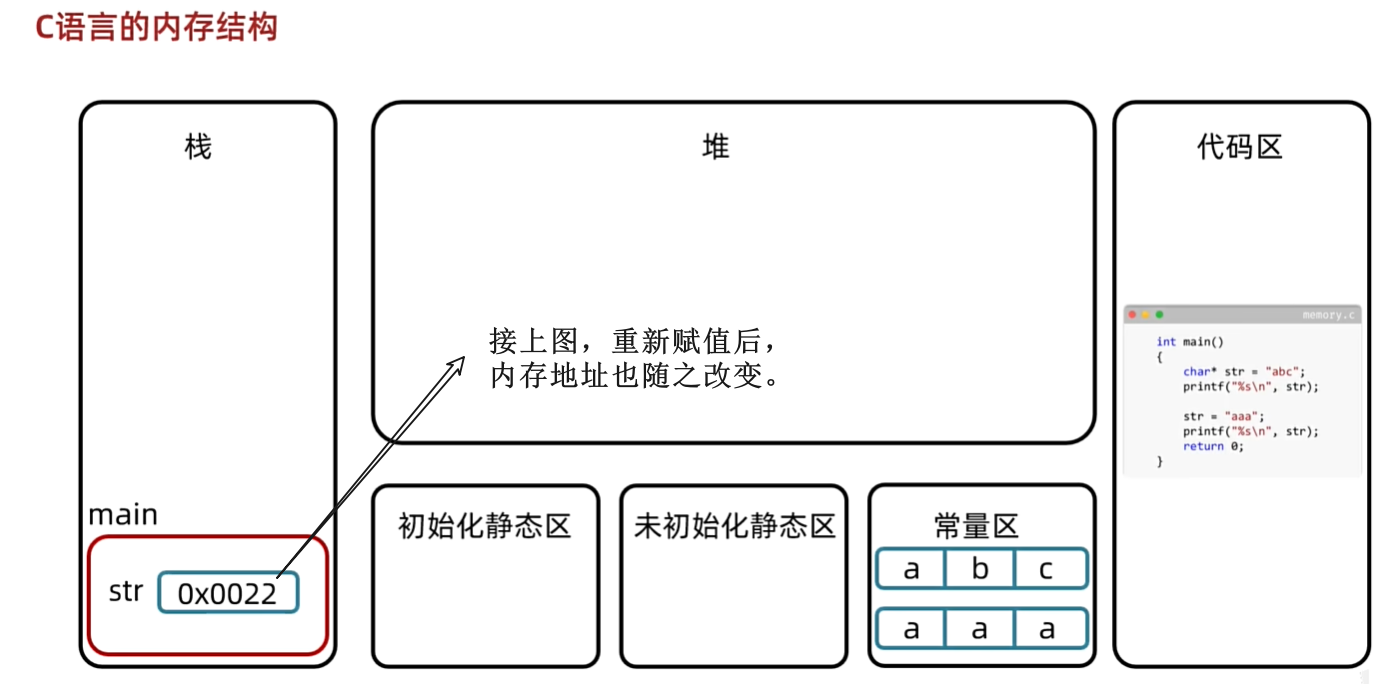 C语言的内存结构
栈
堆
代码区
memory.c
int main()
{
char* str = "abc";
printf("%s\n", str);
str = "aaa";
printf("%s\n", str);
return 0;
}
接上图，重新赋值后，
内存地址也随之改变。
main
str 0x0022
初始化静态区
未初始化静态区
常量区
a b c
a a a